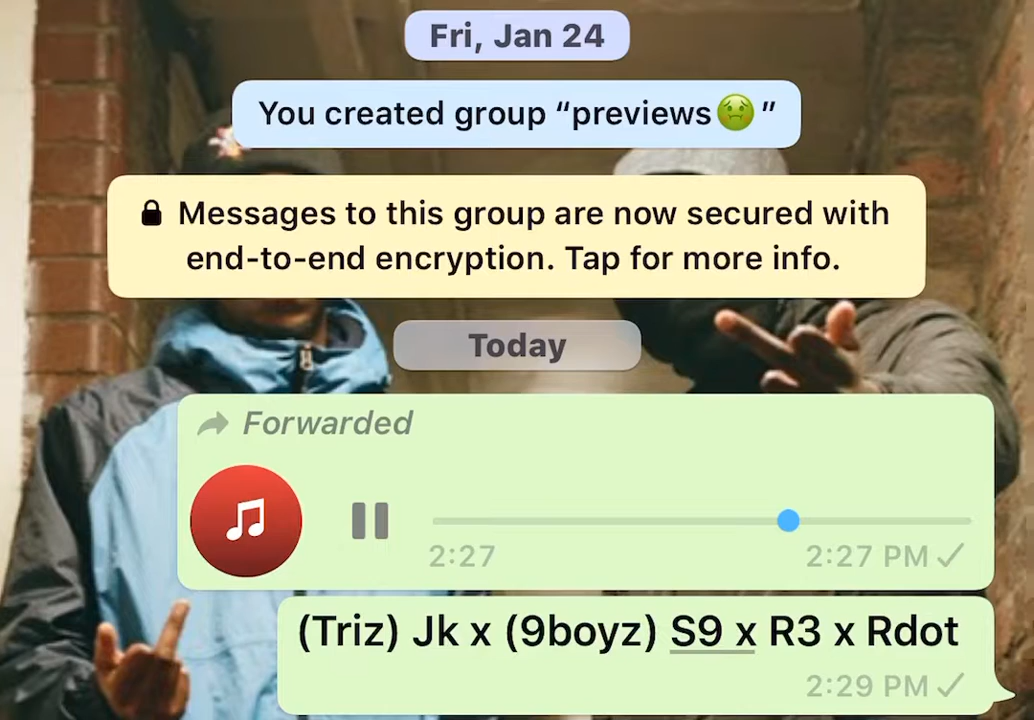 Fri, Jan 24
You created group “previews🤢”
🔒 Messages to this group are now secured with
end-to-end encryption. Tap for more info.
Today
Forwarded
2:27 2:27 PM✓
(Triz) Jk x (9boyz) S9 x R3 x Rdot
2:29 PM✓